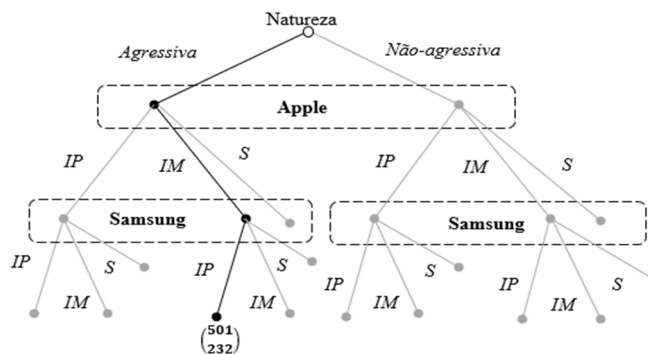 Natureza
Agressiva
Não-agressiva
Apple
IP
IM
S
IP
IM
S
Samsung
Samsung
IP
IM
S
IP
IM
S
IP
IM
S
IP
IM
S
501
232